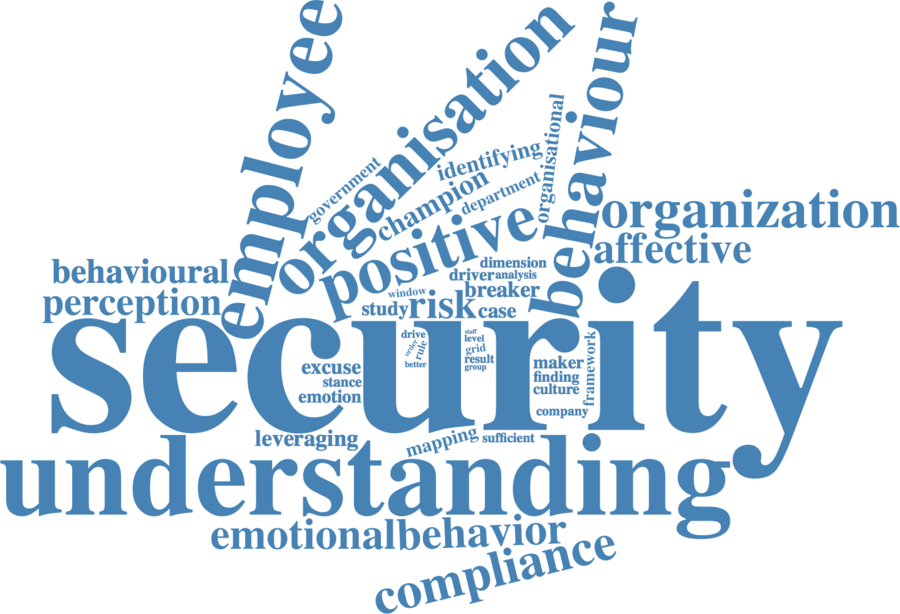 employee
organisation
behaviour
government
identifying
organisational
champion
department
positive
organization
affective
behavioural
perception
dimension
driver
analysis
window
breaker
study
risk
case
security
drive
order
rule
better
staff
level
grid
result
group
excuse
stance
emotion
maker
finding
culture
framework
company
leveraging
mapping
sufficient
understanding
emotional
behavior
compliance